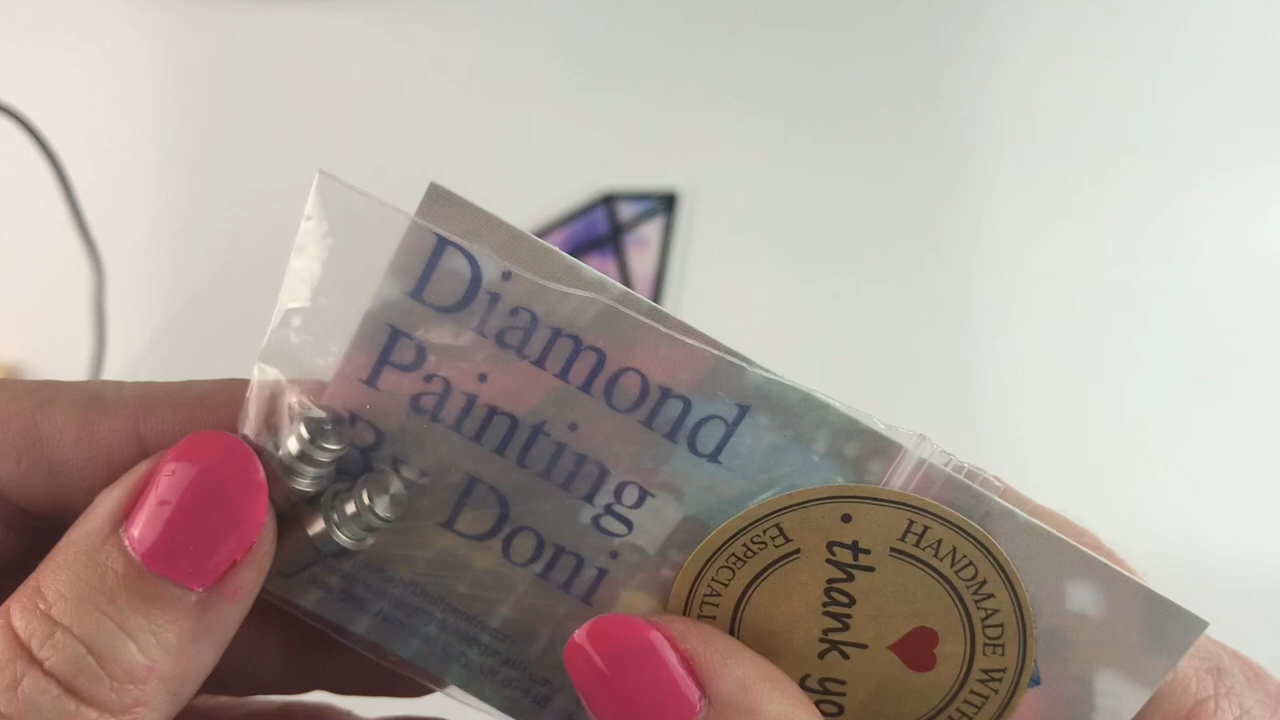 Diamond
Painting
By Doni
HANDMADE WITH
ESPECIALL
thank yo